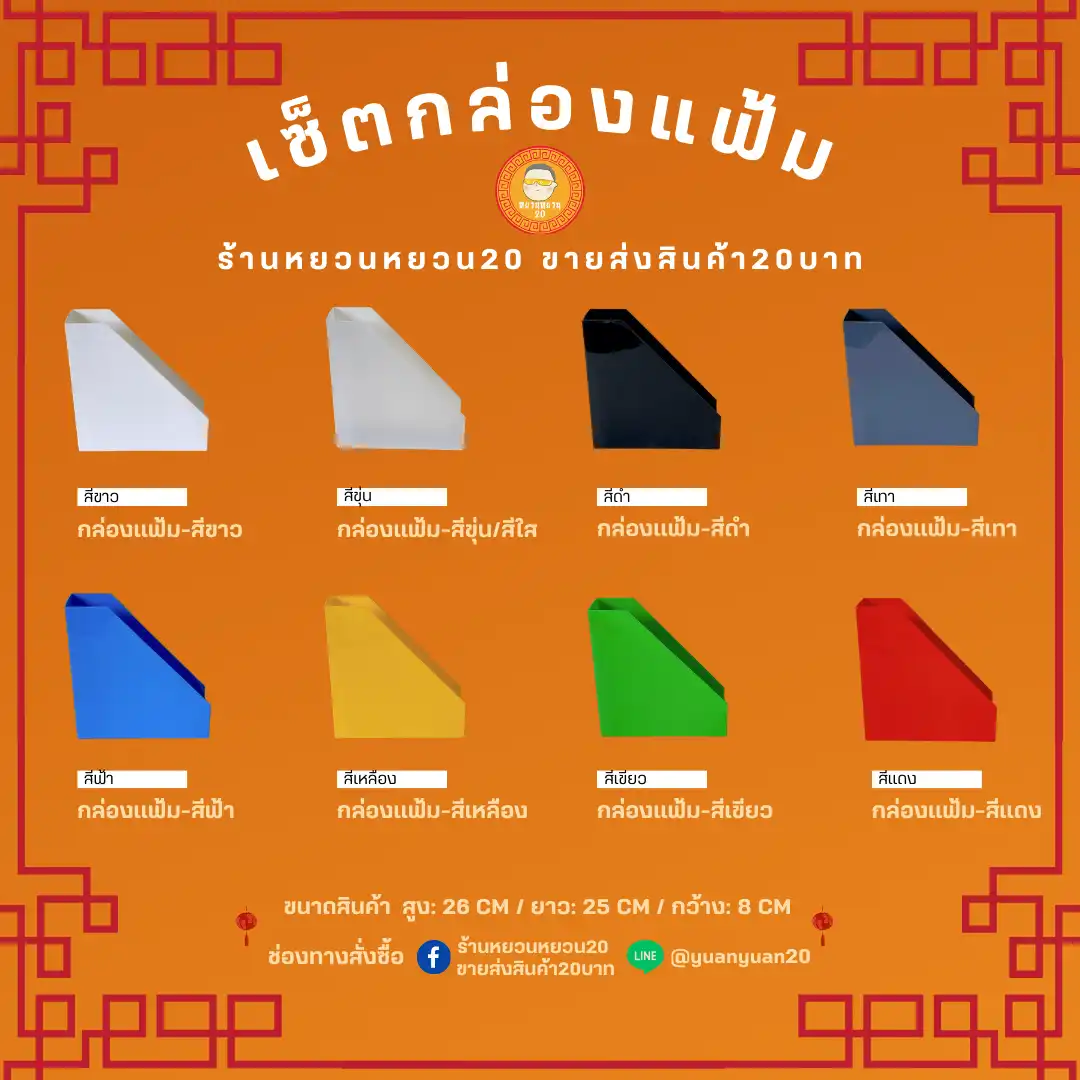 เซ็ตกล่องแฟ้ม
หยวนหยวน
20
ร้านหยวนหยวน20 ขายส่งสินค้า20บาท
สีขาว
กล่องแฟ้ม-สีขาว
สีขุ่น
กล่องแฟ้ม-สีขุ่น/สีใส
สีดำ
กล่องแฟ้ม-สีดำ
สีเทา
กล่องแฟ้ม-สีเทา
สีฟ้า
กล่องแฟ้ม-สีฟ้า
สีเหลือง
กล่องแฟ้ม-สีเหลือง
สีเขียว
กล่องแฟ้ม-สีเขียว
สีแดง
กล่องแฟ้ม-สีแดง
ขนาดสินค้า สูง: 26 CM / ยาว: 25 CM / กว้าง: 8 CM
ช่องทางสั่งซื้อ
ร้านหยวนหยวน20
ขายส่งสินค้า20บาท
LINE
@yuanyuan20